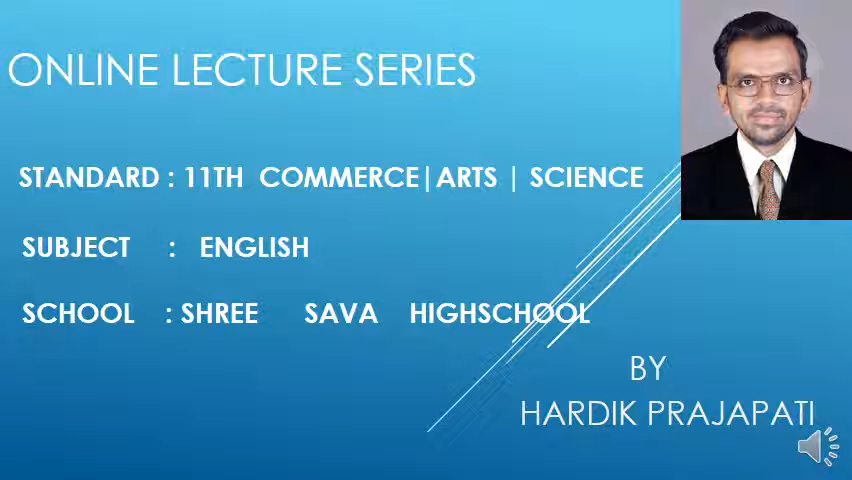 ONLINE LECTURE SERIES
STANDARD : 11TH COMMERCE|ARTS | SCIENCE
SUBJECT : ENGLISH
SCHOOL : SHREE SAVA HIGHSCHOOL
BY
HARDIK PRAJAPATI